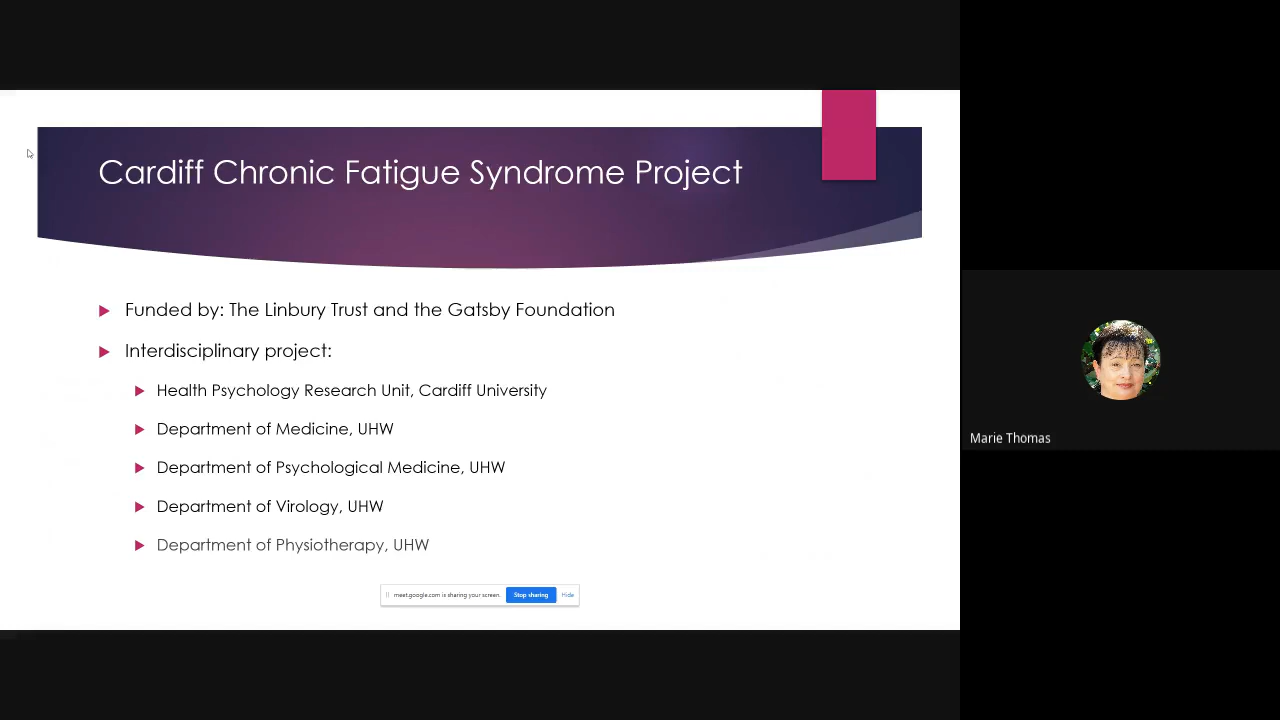 Cardiff Chronic Fatigue Syndrome Project
Funded by: The Linbury Trust and the Gatsby Foundation
Interdisciplinary project:
Health Psychology Research Unit, Cardiff University
Department of Medicine, UHW
Department of Psychological Medicine, UHW
Department of Virology, UHW
Department of Physiotherapy, UHW
meet.google.com is sharing your screen. Stop sharing Hide
Marie Thomas